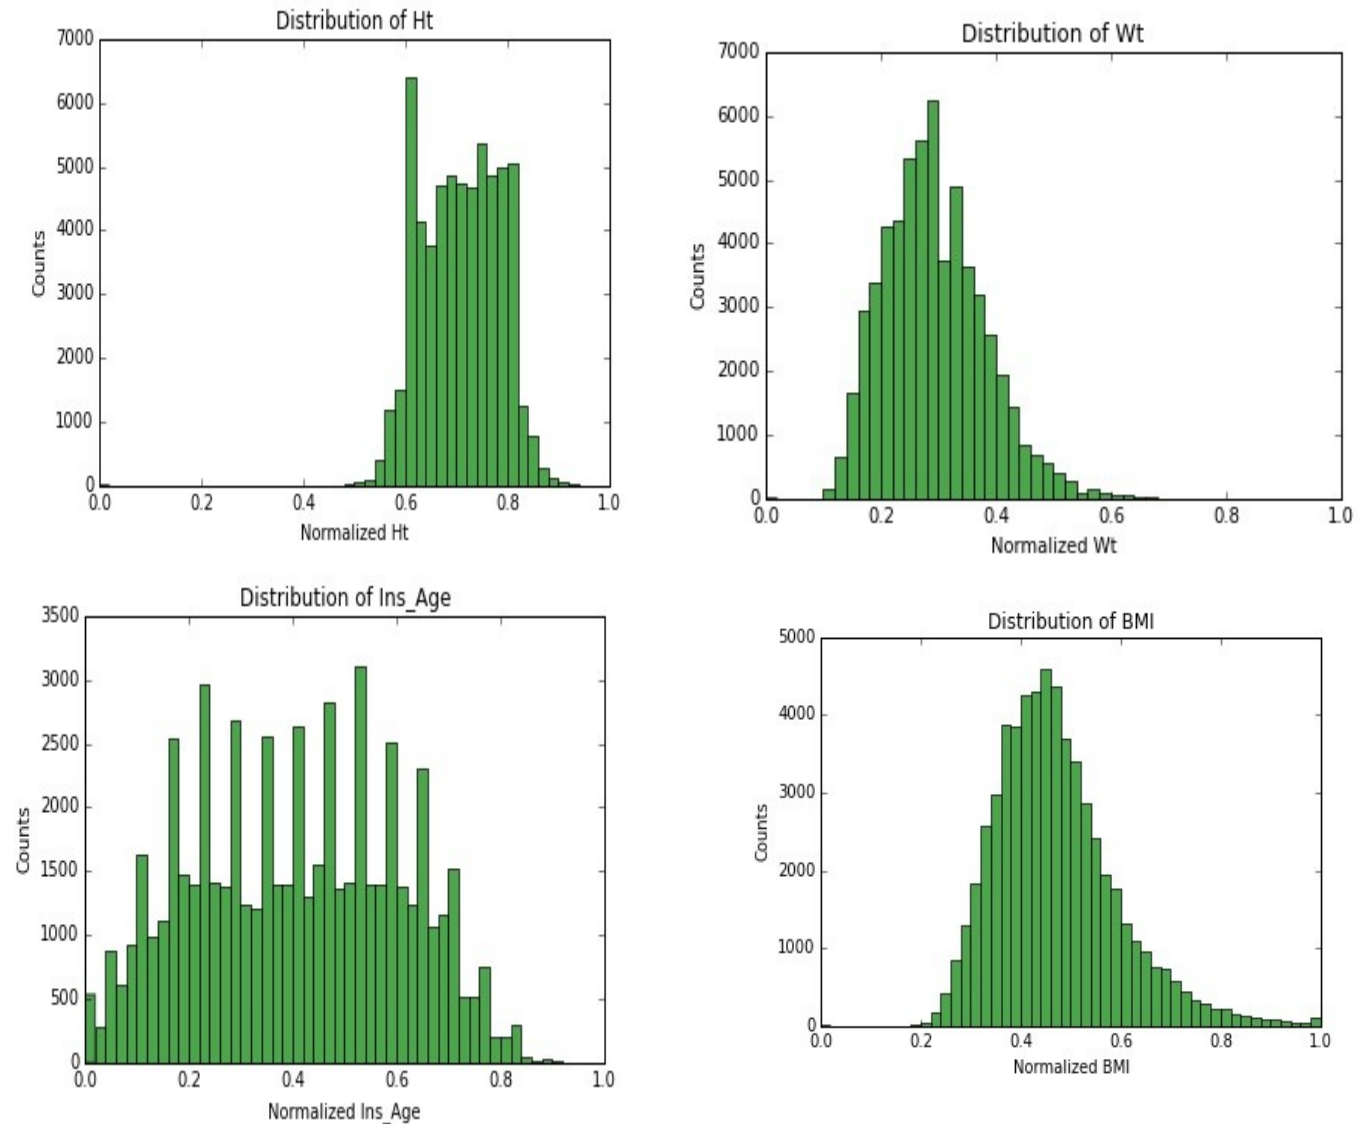 Distribution of Ht
7000
6000
5000
4000
3000
2000
1000
0
Counts
0.0 0.2 0.4 0.6 0.8 1.0
Normalized Ht
Distribution of Wt
7000
6000
5000
4000
3000
2000
1000
0
Counts
0.0 0.2 0.4 0.6 0.8 1.0
Normalized Wt
Distribution of Ins_Age
3500
3000
2500
2000
1500
1000
500
0
Counts
0.0 0.2 0.4 0.6 0.8 1.0
Normalized Ins_Age
Distribution of BMI
5000
4000
3000
2000
1000
0
Counts
0.0 0.2 0.4 0.6 0.8 1.0
Normalized BMI